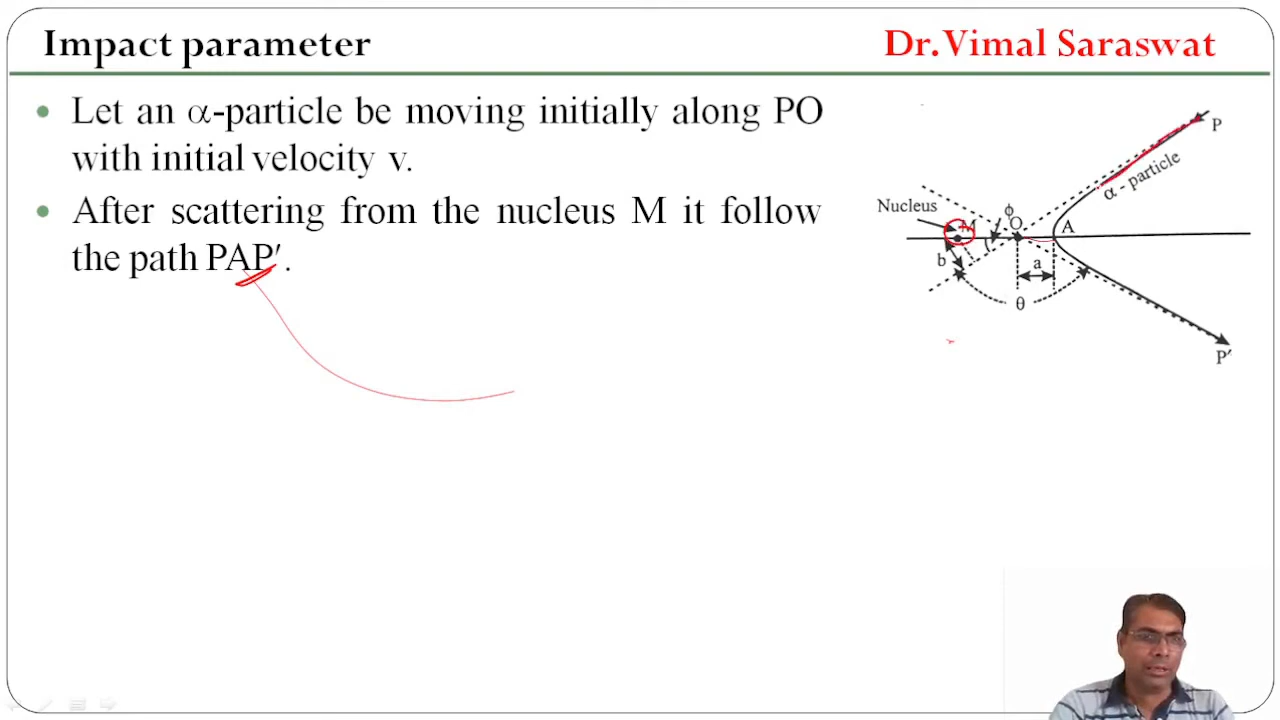 Impact parameter
Dr. Vimal Saraswat
• Let an α-particle be moving initially along PO
with initial velocity v.
• After scattering from the nucleus M it follow
the path PAP′.
P
α - particle
Nucleus
M
ϕ
O
A
b
a
θ
P′